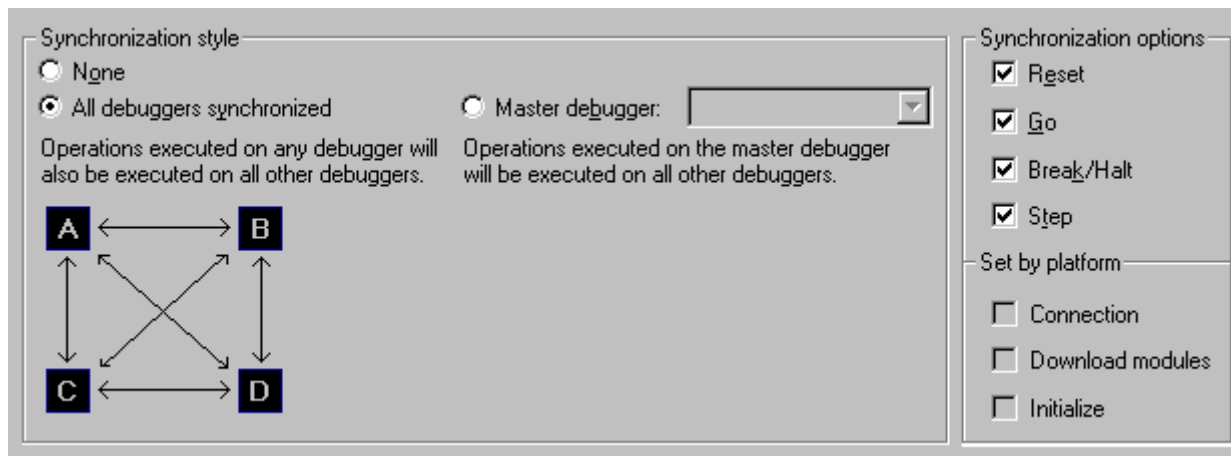 Synchronization style
None
All debuggers synchronized
Master debugger:
Operations executed on any debugger will
also be executed on all other debuggers.
Operations executed on the master debugger
will be executed on all other debuggers.
A
B
C
D
Synchronization options
Reset
Go
Break/Halt
Step
Set by platform
Connection
Download modules
Initialize